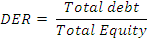 DER = Total debt / Total Equity